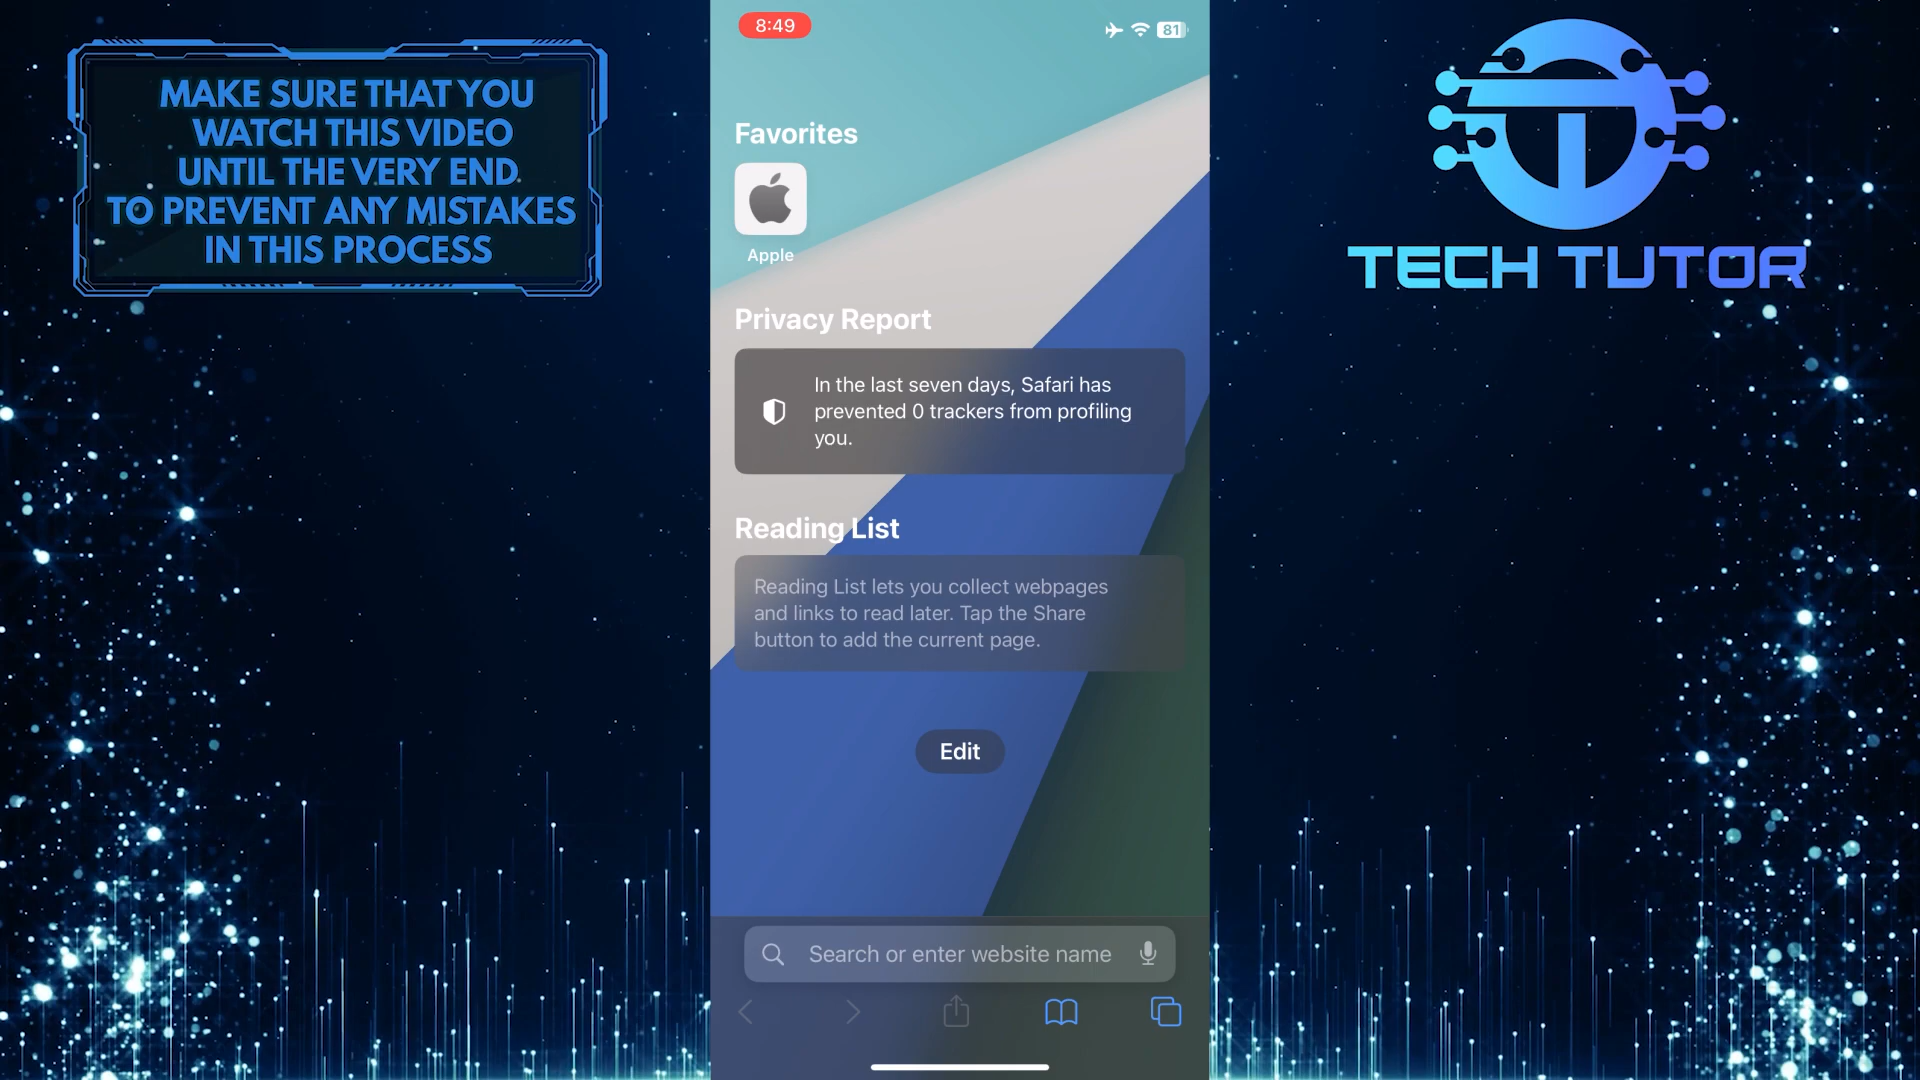 MAKE SURE THAT YOU
WATCH THIS VIDEO
UNTIL THE VERY END
TO PREVENT ANY MISTAKES
IN THIS PROCESS
8:49
81
Favorites
Apple
Privacy Report
In the last seven days, Safari has
prevented 0 trackers from profiling
you.
Reading List
Reading List lets you collect webpages
and links to read later. Tap the Share
button to add the current page.
Edit
Search or enter website name
TECH TUTOR